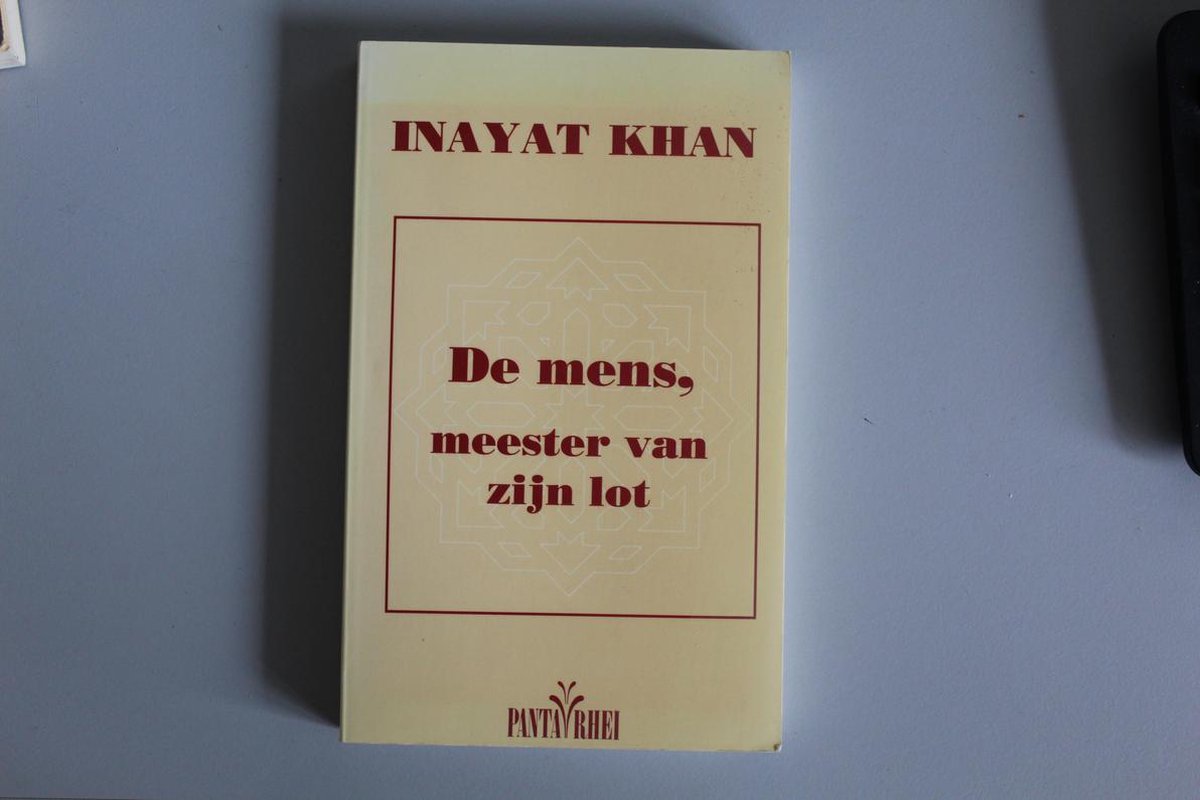 INAYAT KHAN
De mens,
meester van
zijn lot
PANTA RHEI